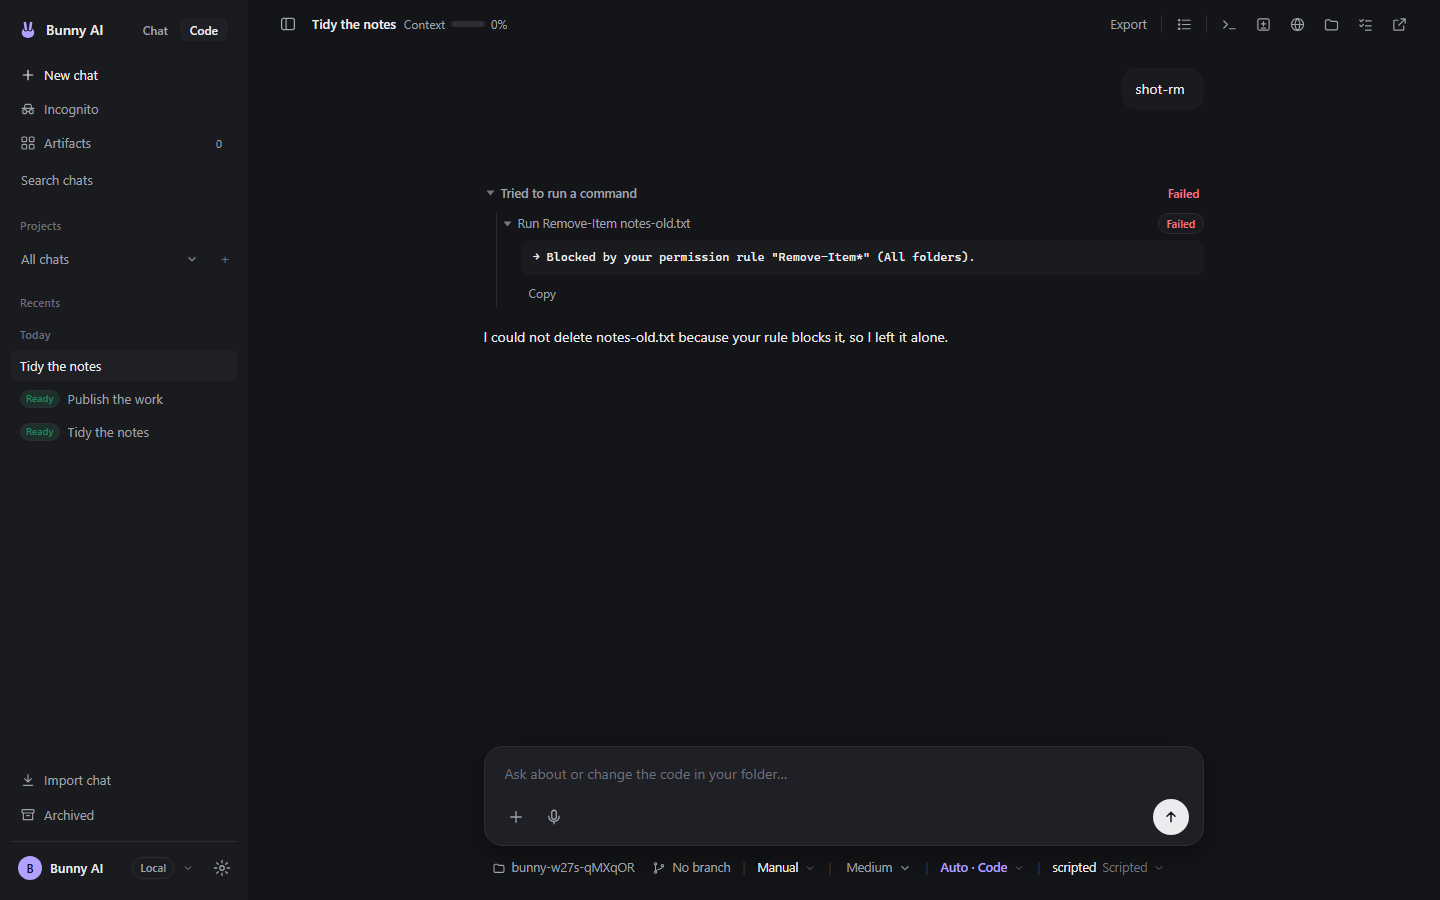 Bunny AI
Chat
Code
New chat
Incognito
Artifacts
0
Search chats
Projects
All chats
+
Recents
Today
Tidy the notes
Ready Publish the work
Ready Tidy the notes
Import chat
Archived
B Bunny AI
Local
Tidy the notes
Context
0%
Export
shot-rm
Tried to run a command
Failed
Run Remove-Item notes-old.txt
Failed
→ Blocked by your permission rule "Remove-Item*" (All folders).
Copy
I could not delete notes-old.txt because your rule blocks it, so I left it alone.
Ask about or change the code in your folder...
bunny-w27s-qMXqOR
No branch
Manual
Medium
Auto · Code
scripted Scripted